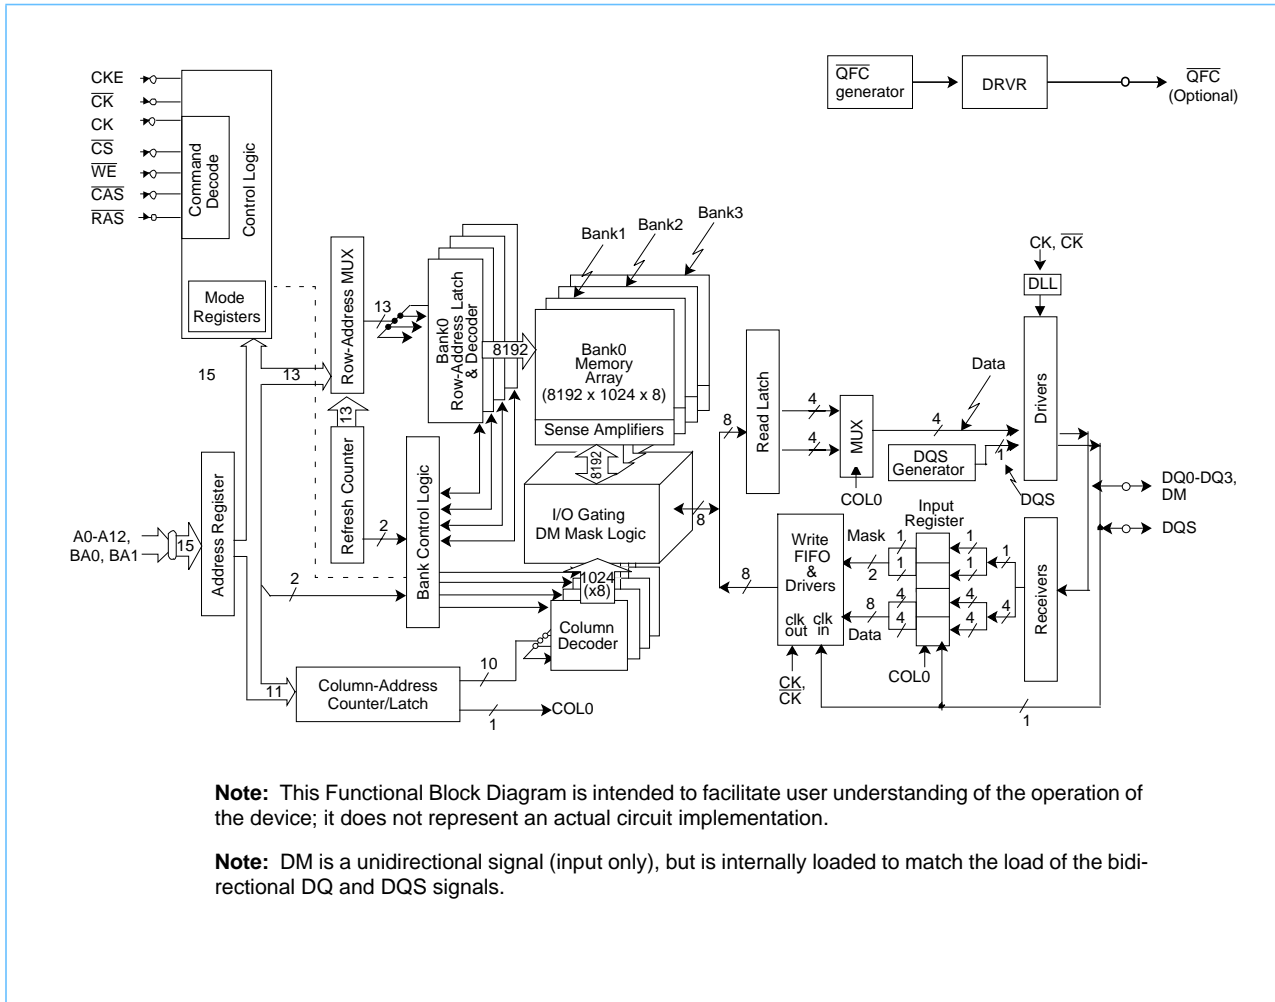 CKE
CK
CK
CS
WE
CAS
RAS
Command
Decode
Control Logic
Mode
Registers
QFC
generator
DRVR
QFC
(Optional)
Row-Address MUX
13
Bank0
Row-Address Latch
& Decoder
8192
Bank1
Bank2
Bank3
Bank0
Memory
Array
(8192 x 1024 x 8)
Sense Amplifiers
8192
15
13
13
Refresh Counter
2
Bank Control Logic
I/O Gating
DM Mask Logic
8
A0-A12,
BA0, BA1
15
Address Register
2
1024
(x8)
Column
Decoder
11
Column-Address
Counter/Latch
10
1
COL0
8
Read Latch
4
4
MUX
COL0
4
Data
DQS
Generator
1
DQS
CK, CK
DLL
Drivers
DQ0-DQ3,
DM
DQS
Input
Register
8
Write
FIFO
&
Drivers
clk
out
clk
in
CK,
CK
Mask
2
8
Data
1
1
4
4
1
1
4
4
1
4
COL0
Receivers
1
Note: This Functional Block Diagram is intended to facilitate user understanding of the operation of
the device; it does not represent an actual circuit implementation.
Note: DM is a unidirectional signal (input only), but is internally loaded to match the load of the bidi-
rectional DQ and DQS signals.